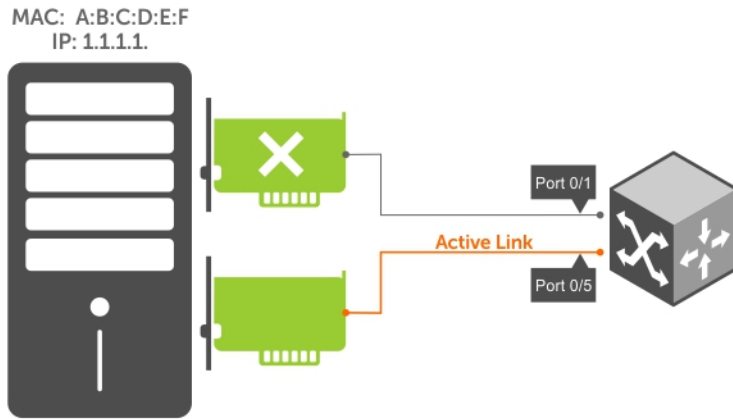 MAC: A:B:C:D:E:F
IP: 1.1.1.1.
Port 0/1
Active Link
Port 0/5